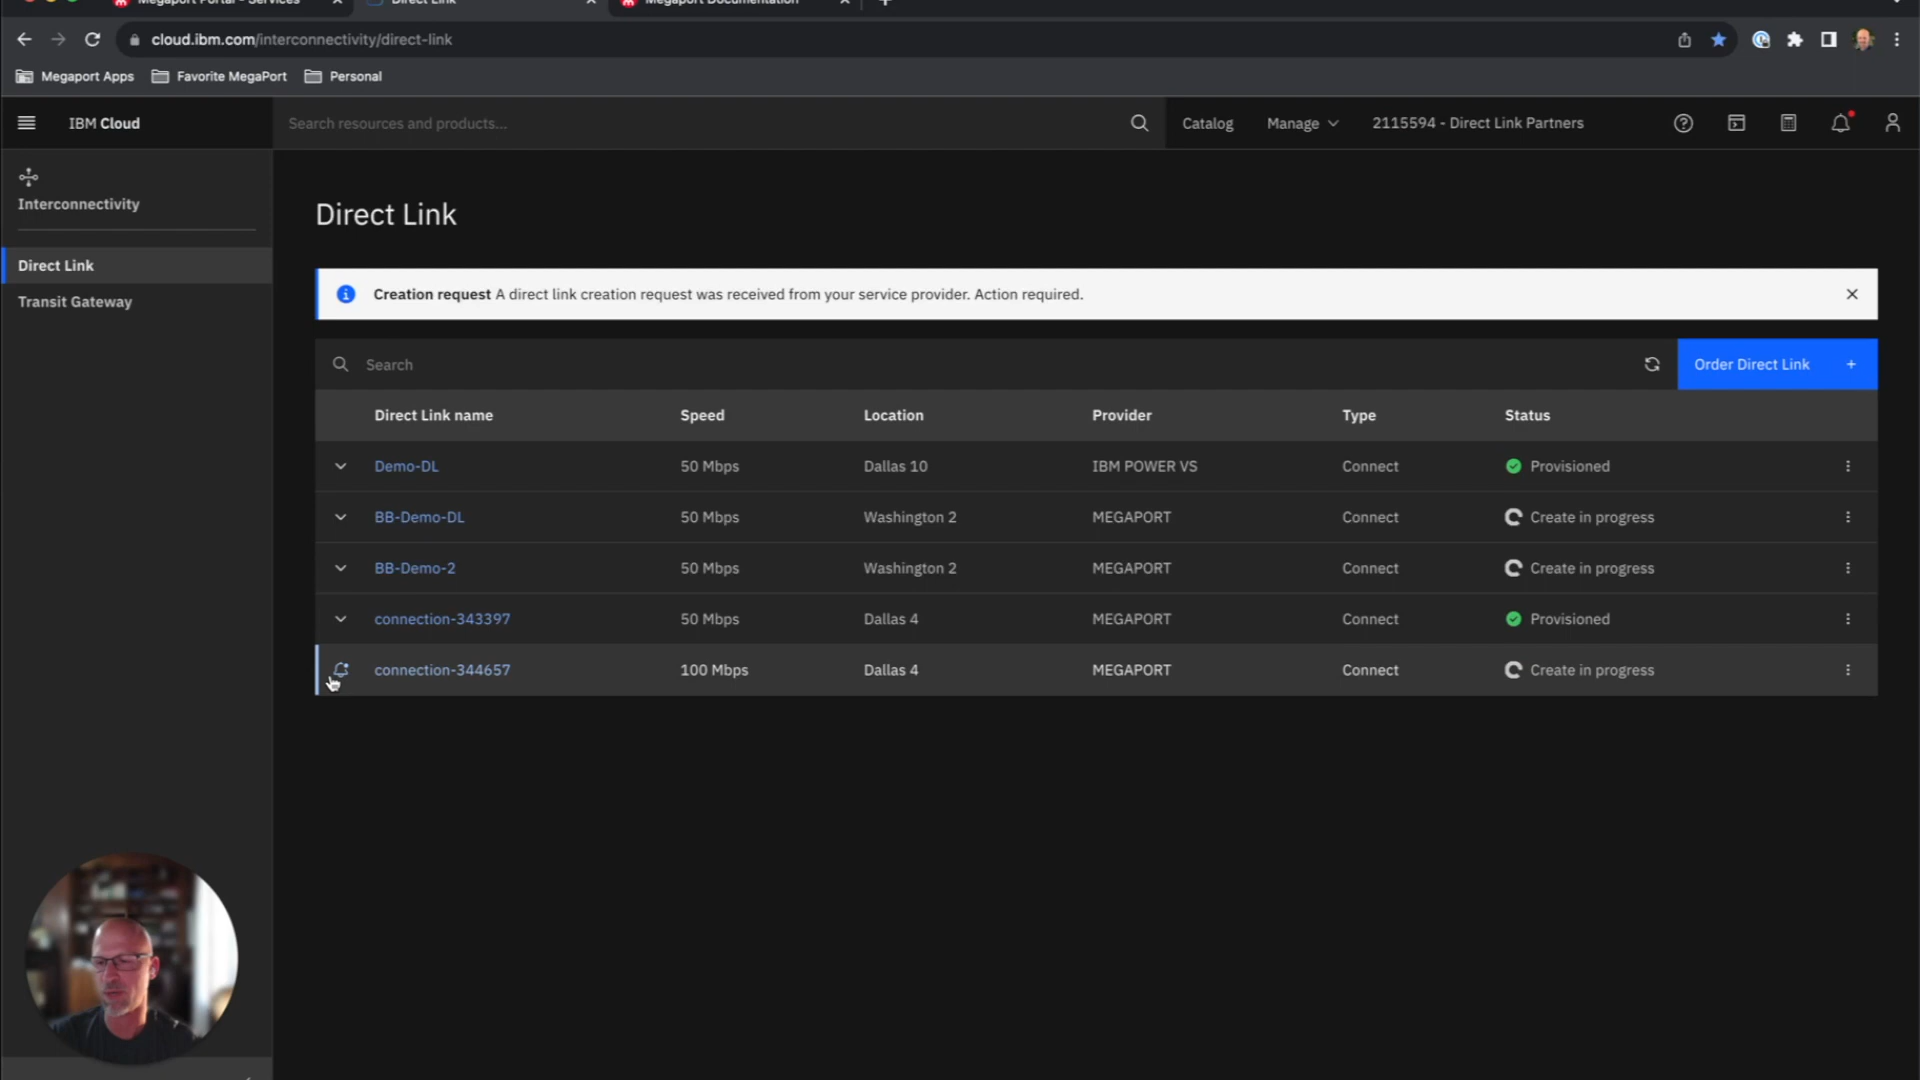 Megaport Portal - Services
Direct Link
Megaport Documentation
cloud.ibm.com/interconnectivity/direct-link
Megaport Apps
Favorite MegaPort
Personal
IBM Cloud
Search resources and products...
Catalog
Manage
2115594 - Direct Link Partners
Interconnectivity
Direct Link
Transit Gateway
Direct Link
Creation request A direct link creation request was received from your service provider. Action required.
Search
Order Direct Link +
Direct Link name Speed Location Provider Type Status
Demo-DL 50 Mbps Dallas 10 IBM POWER VS Connect Provisioned
BB-Demo-DL 50 Mbps Washington 2 MEGAPORT Connect Create in progress
BB-Demo-2 50 Mbps Washington 2 MEGAPORT Connect Create in progress
connection-343397 50 Mbps Dallas 4 MEGAPORT Connect Provisioned
connection-344657 100 Mbps Dallas 4 MEGAPORT Connect Create in progress